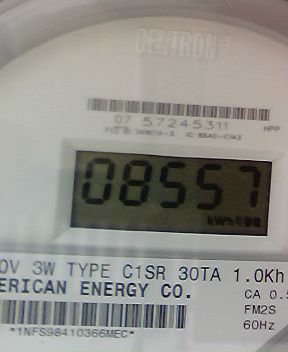 CENTRON®
07 57245311
HPP
08557
kWh
0V 3W TYPE C1SR 30TA 1.0Kh
ERICAN ENERGY CO.
CA 0.5
FM2S
60Hz
*1NFS98410366MEC*